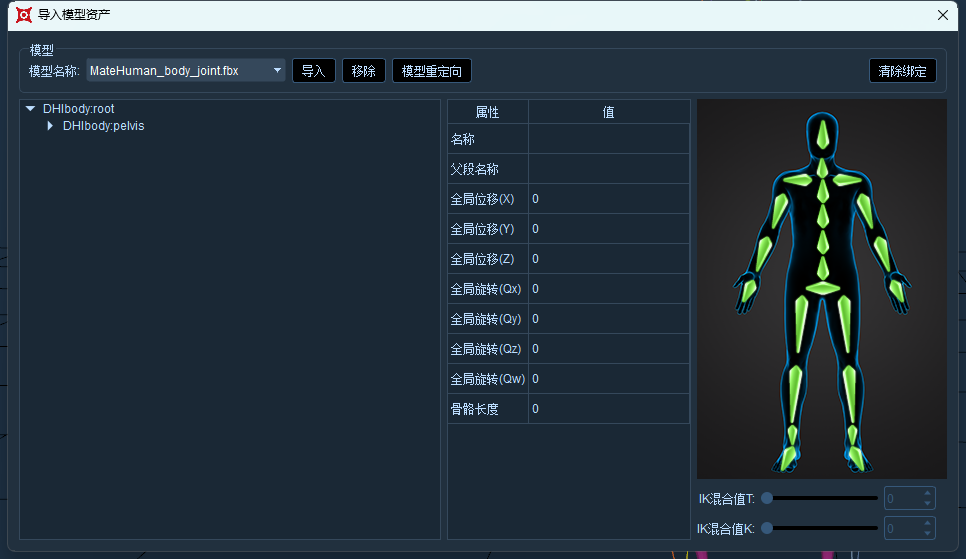 导入模型资产
模型
模型名称: MateHuman_body_joint.fbx 导入 移除 模型重定向 清除绑定
DHIbody:root
DHIbody:pelvis
属性 值
名称
父段名称
全局位移(X) 0
全局位移(Y) 0
全局位移(Z) 0
全局旋转(Qx) 0
全局旋转(Qy) 0
全局旋转(Qz) 0
全局旋转(Qw) 0
骨骼长度 0
IK混合值T: 0
IK混合值K: 0